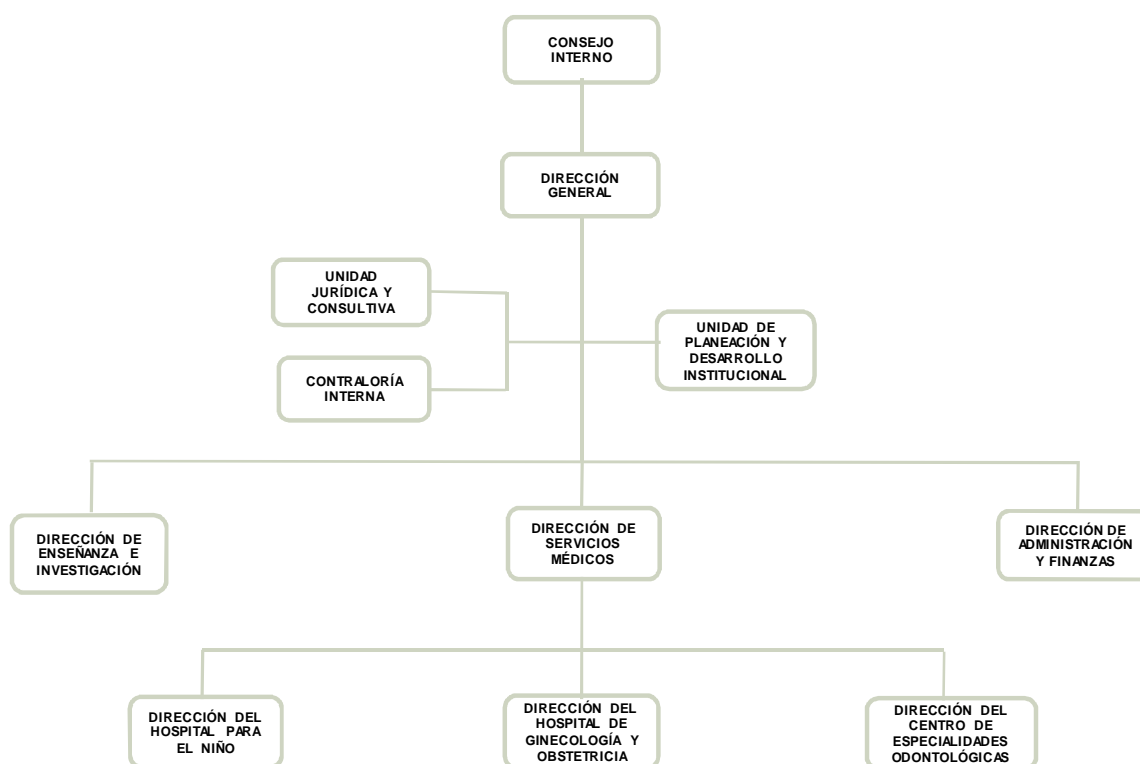 CONSEJO
INTERNO
DIRECCIÓN
GENERAL
UNIDAD
JURÍDICA Y
CONSULTIVA
UNIDAD DE
PLANEACIÓN Y
DESARROLLO
INSTITUCIONAL
CONTRALORÍA
INTERNA
DIRECCIÓN DE
ENSEÑANZA E
INVESTIGACIÓN
DIRECCIÓN DE
SERVICIOS
MÉDICOS
DIRECCIÓN DE
ADMINISTRACIÓN
Y FINANZAS
DIRECCIÓN DEL
HOSPITAL PARA
EL NIÑO
DIRECCIÓN DEL
HOSPITAL DE
GINECOLOGÍA Y
OBSTETRICIA
DIRECCIÓN DEL
CENTRO DE
ESPECIALIDADES
ODONTOLÓGICAS